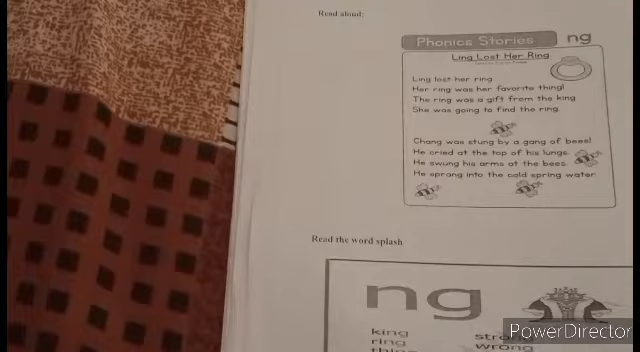 Read aloud:
Phonics Stories ng
Ling Lost Her Ring
Ling lost her ring
Her ring was her favorite thing!
The ring was a gift from the king
She was going to find the ring
Chang was stung by a gang of bees!
He cried at the top of his lungs.
He swung his arms at the bees.
He sprang into the cold spring water
Read the word splash
ng
king
ring
thing
wrong
PowerDirector